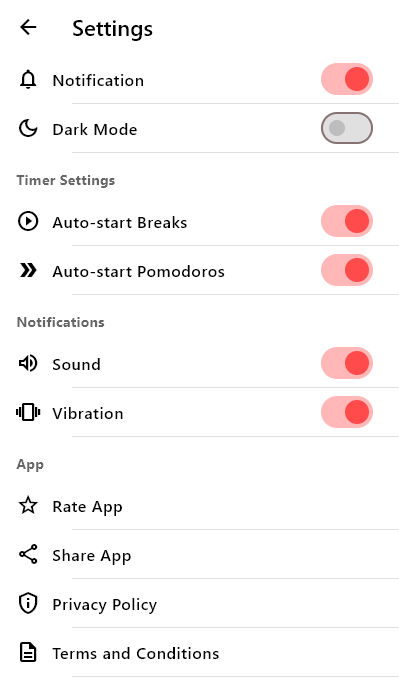 Settings
Notification
Dark Mode
Timer Settings
Auto-start Breaks
Auto-start Pomodoros
Notifications
Sound
Vibration
App
Rate App
Share App
Privacy Policy
Terms and Conditions